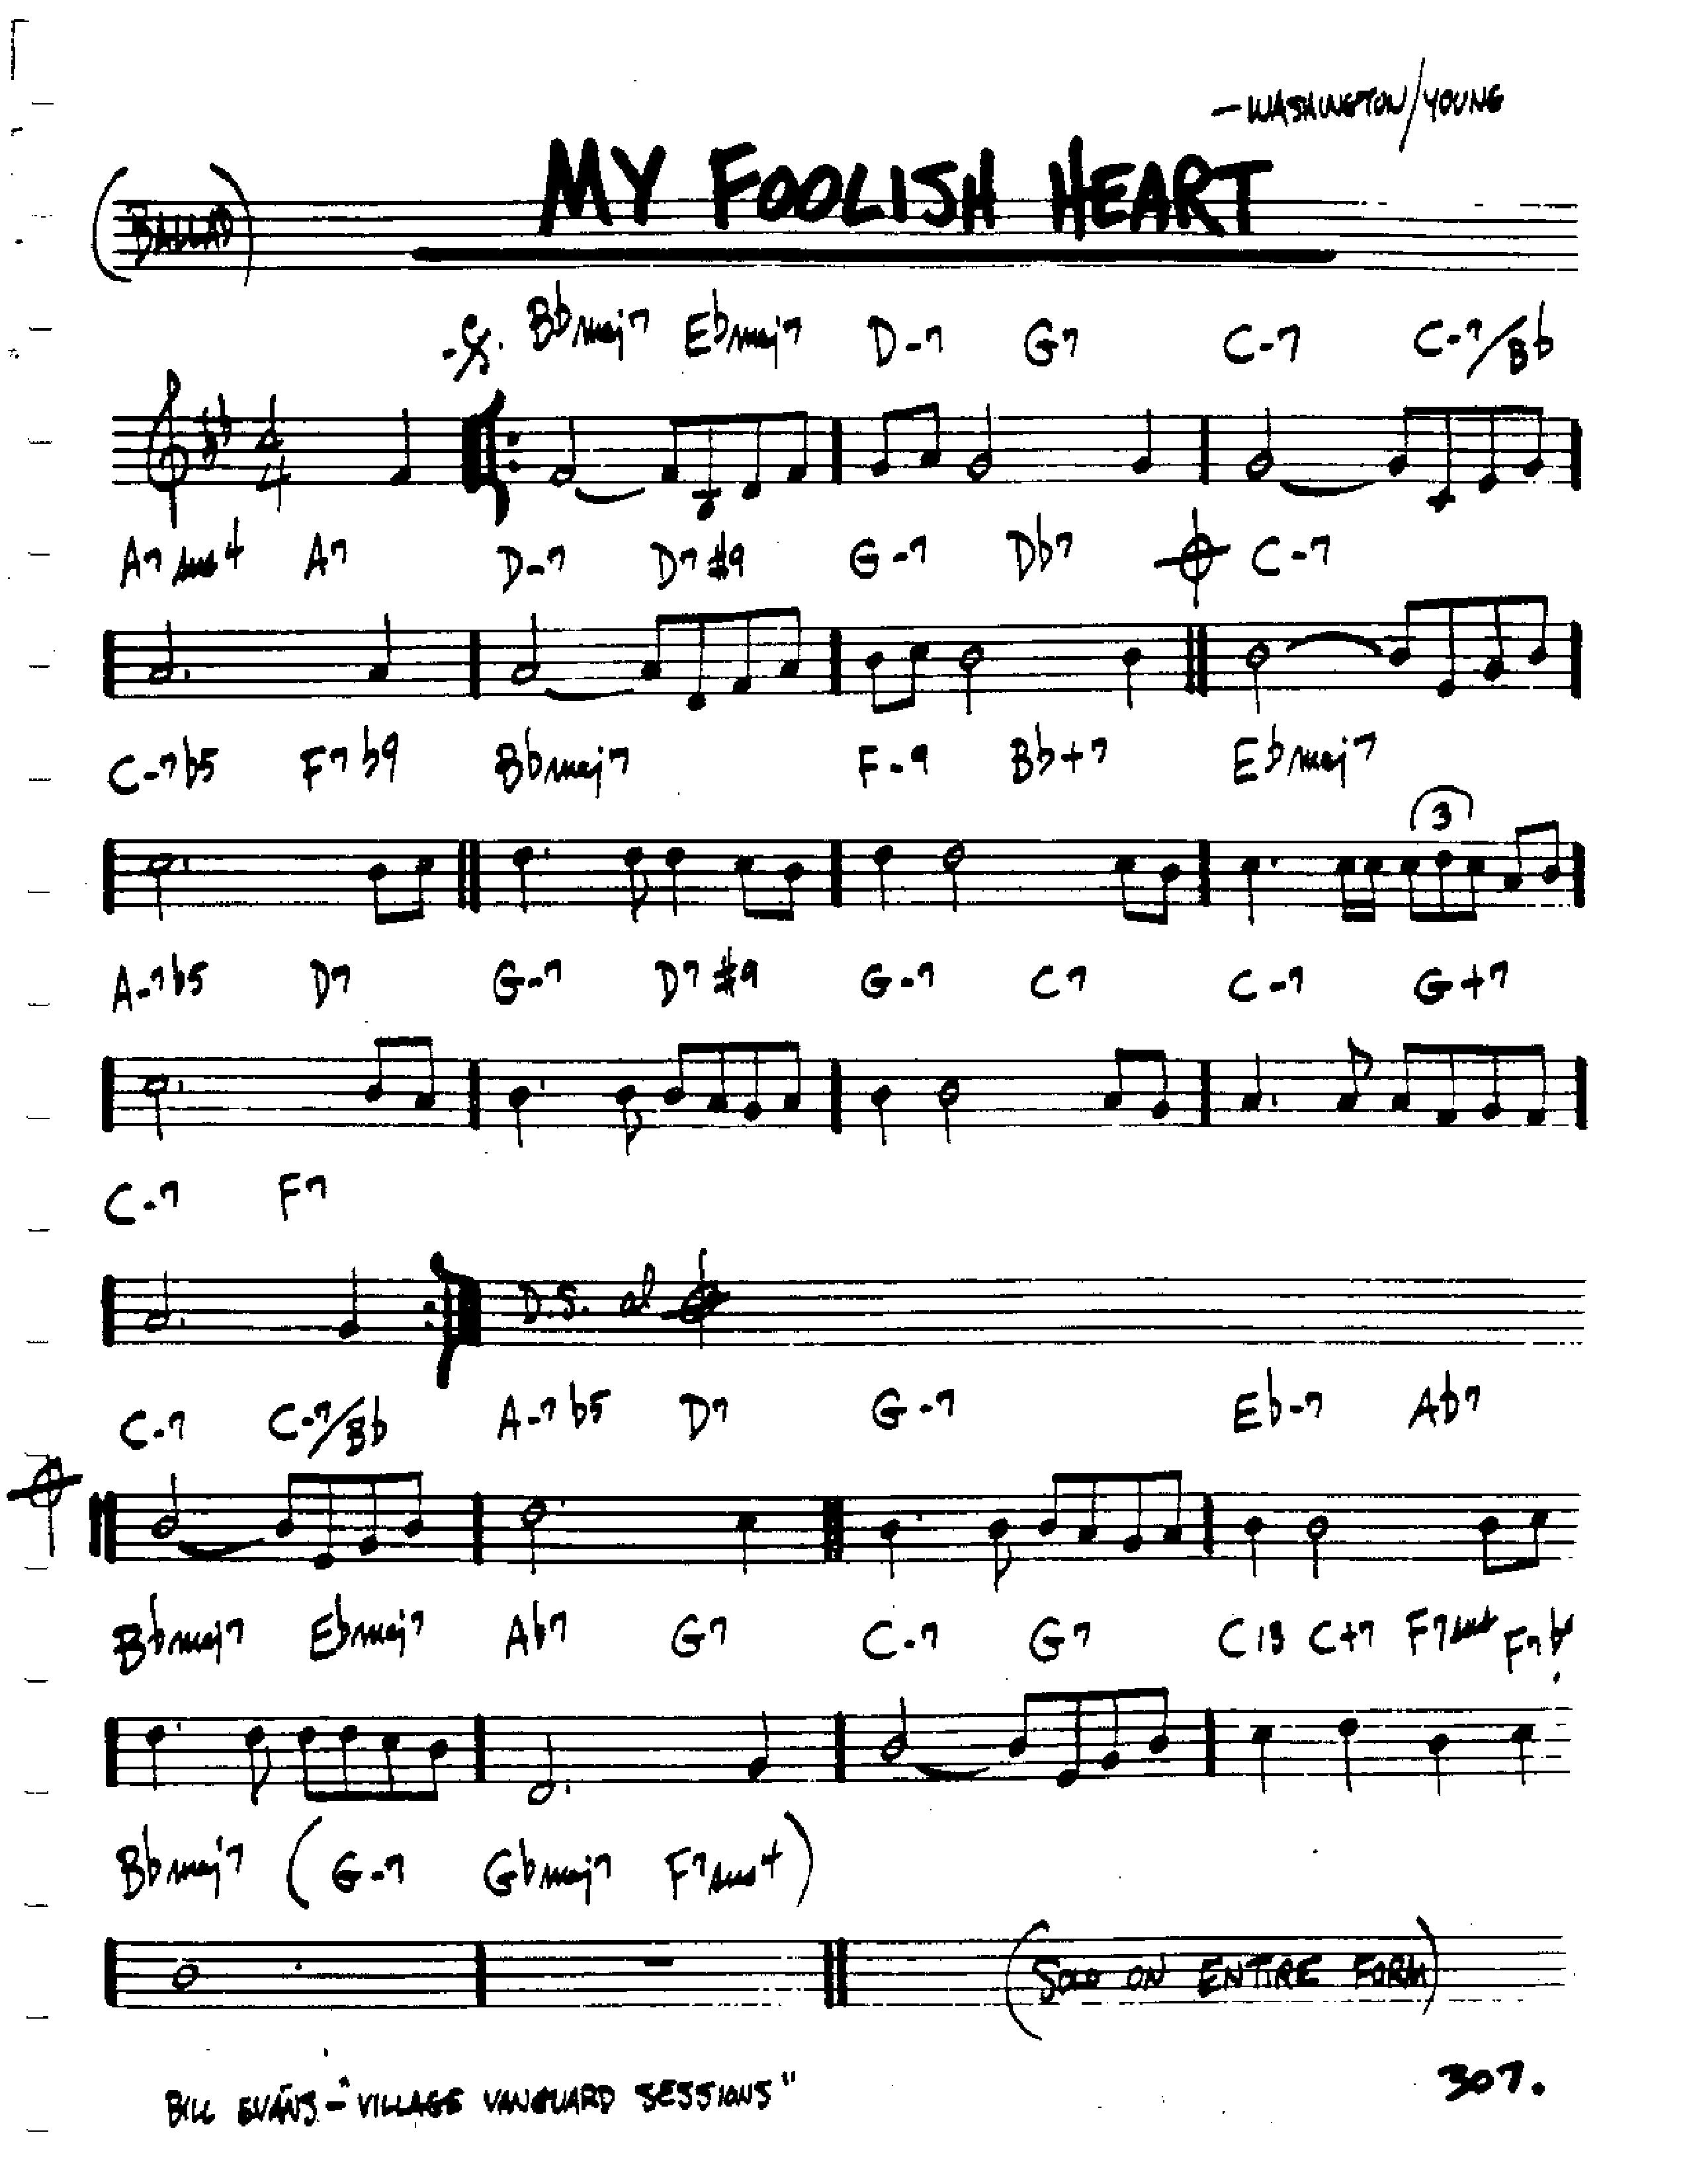 — WASHINGTON/YOUNG
(BALLAD) MY FOOLISH HEART
Bbmaj7 Ebmaj7 D-7 G7 C-7 C-7/Bb
4 4
A7sus4 A7 D-7 D7#9 G-7 Db7 C-7
C-7b5 F7b9 Bbmaj7 F-9 Bb+7 Ebmaj7
3
A-7b5 D7 G-7 D7#9 G-7 C7 C-7 G+7
C-7 F7
D.S. al
C-7 C-7/Bb A-7b5 D7 G-7 Eb-7 Ab7
Bbmaj7 Ebmaj7 Ab7 G7 C-7 G7 C13 C+7 F7sus F7b
Bbmaj7 (G-7 Gbmaj7 F7sus4)
(SOLO ON ENTIRE FORM)
BILL EVANS - "VILLAGE VANGUARD SESSIONS"
307.